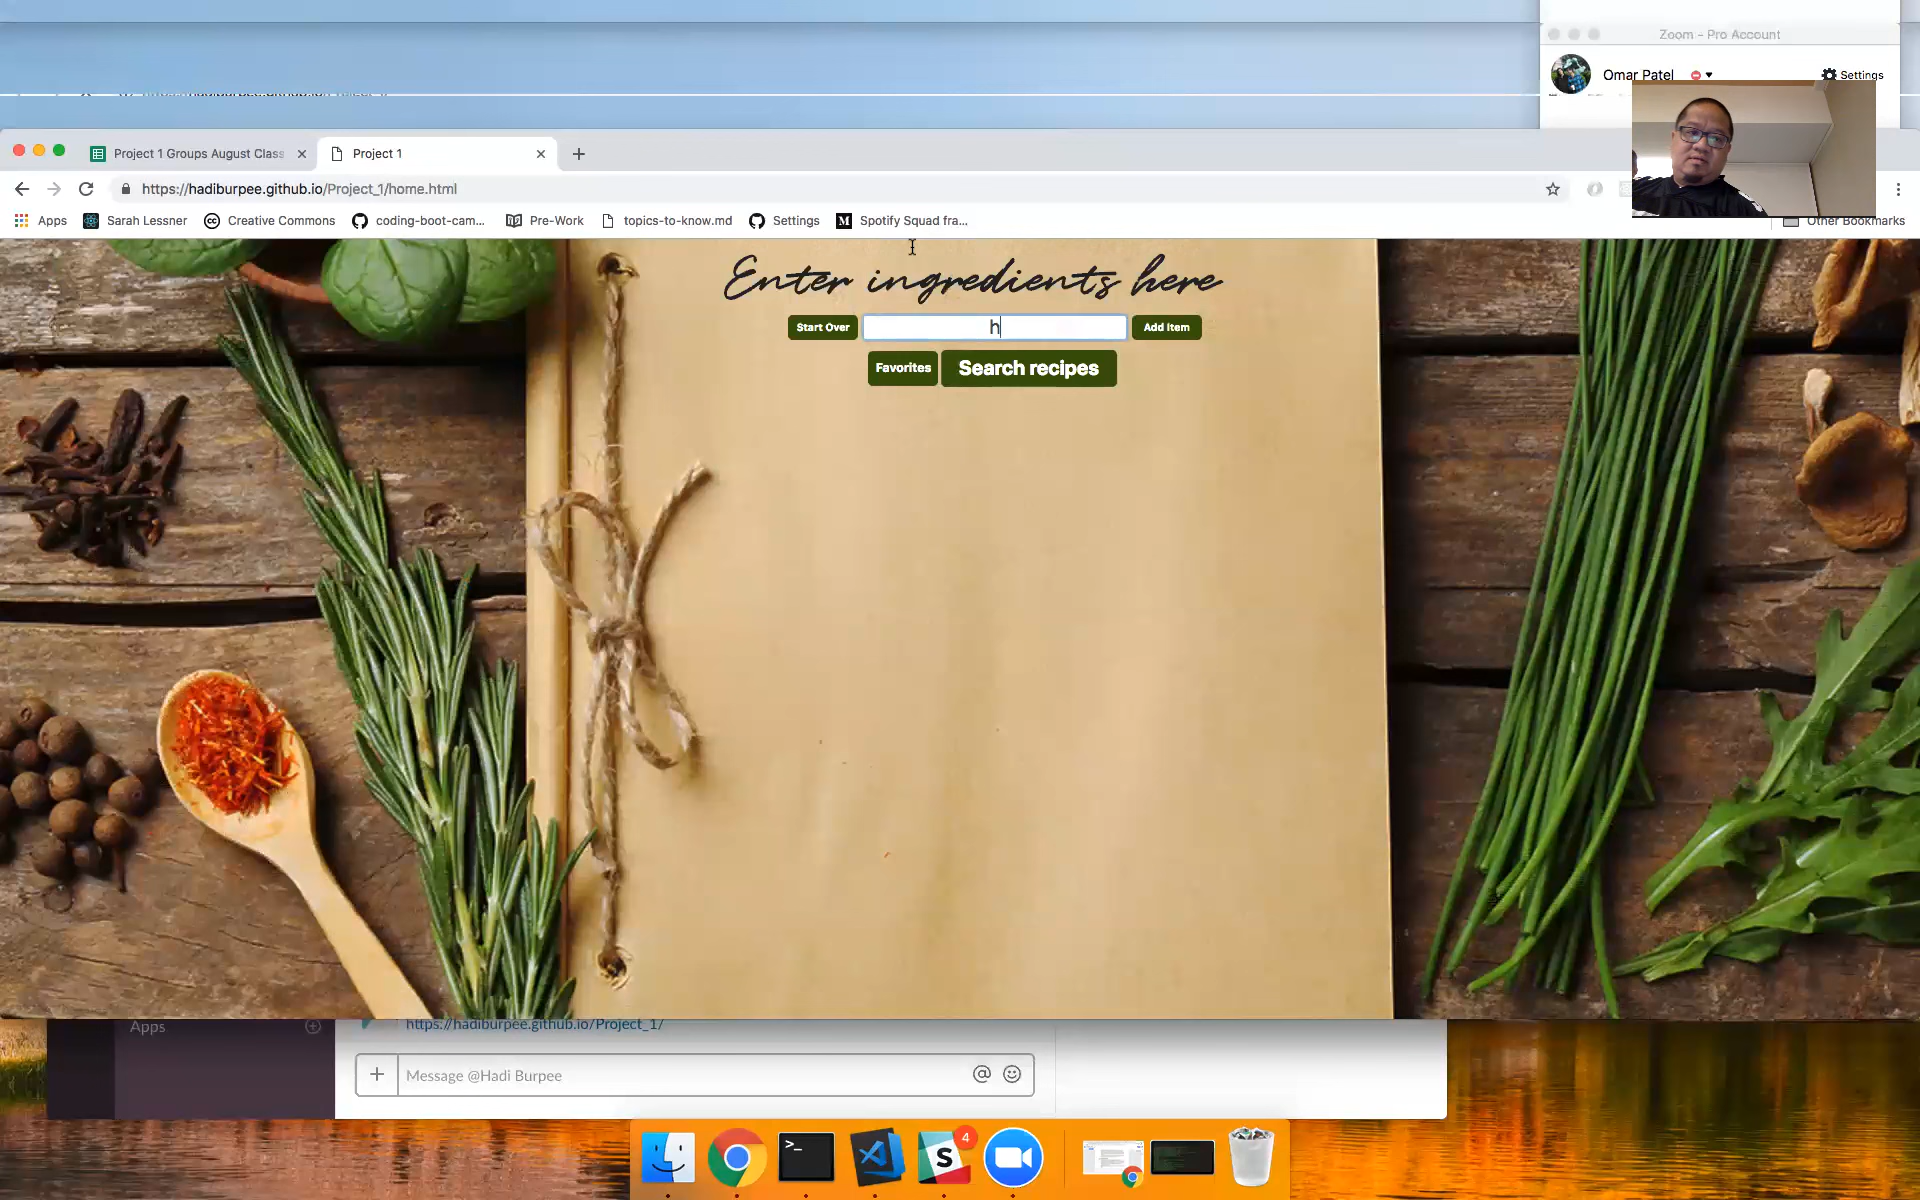 Zoom - Pro Account
Omar Patel
Settings
Project 1 Groups August Class
Project 1
https://hadiburpee.github.io/Project_1/home.html
Apps
Sarah Lessner
Creative Commons
coding-boot-cam...
Pre-Work
topics-to-know.md
Settings
Spotify Squad fra...
Other Bookmarks
Enter ingredients here
Start Over
h
Add Item
Favorites
Search recipes
Apps
https://hadiburpee.github.io/Project_1/
Message @Hadi Burpee
4